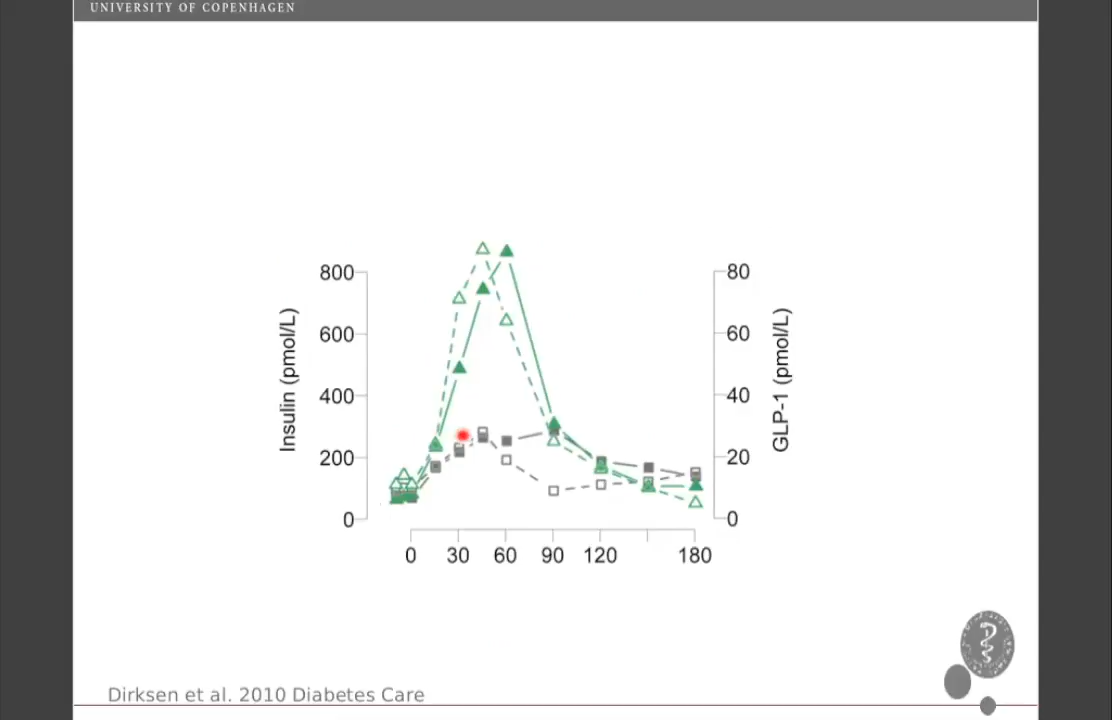 UNIVERSITY OF COPENHAGEN
Insulin (pmol/L)
800
600
400
200
0
80
60
40
20
0
GLP-1 (pmol/L)
0 30 60 90 120 180
Dirksen et al. 2010 Diabetes Care